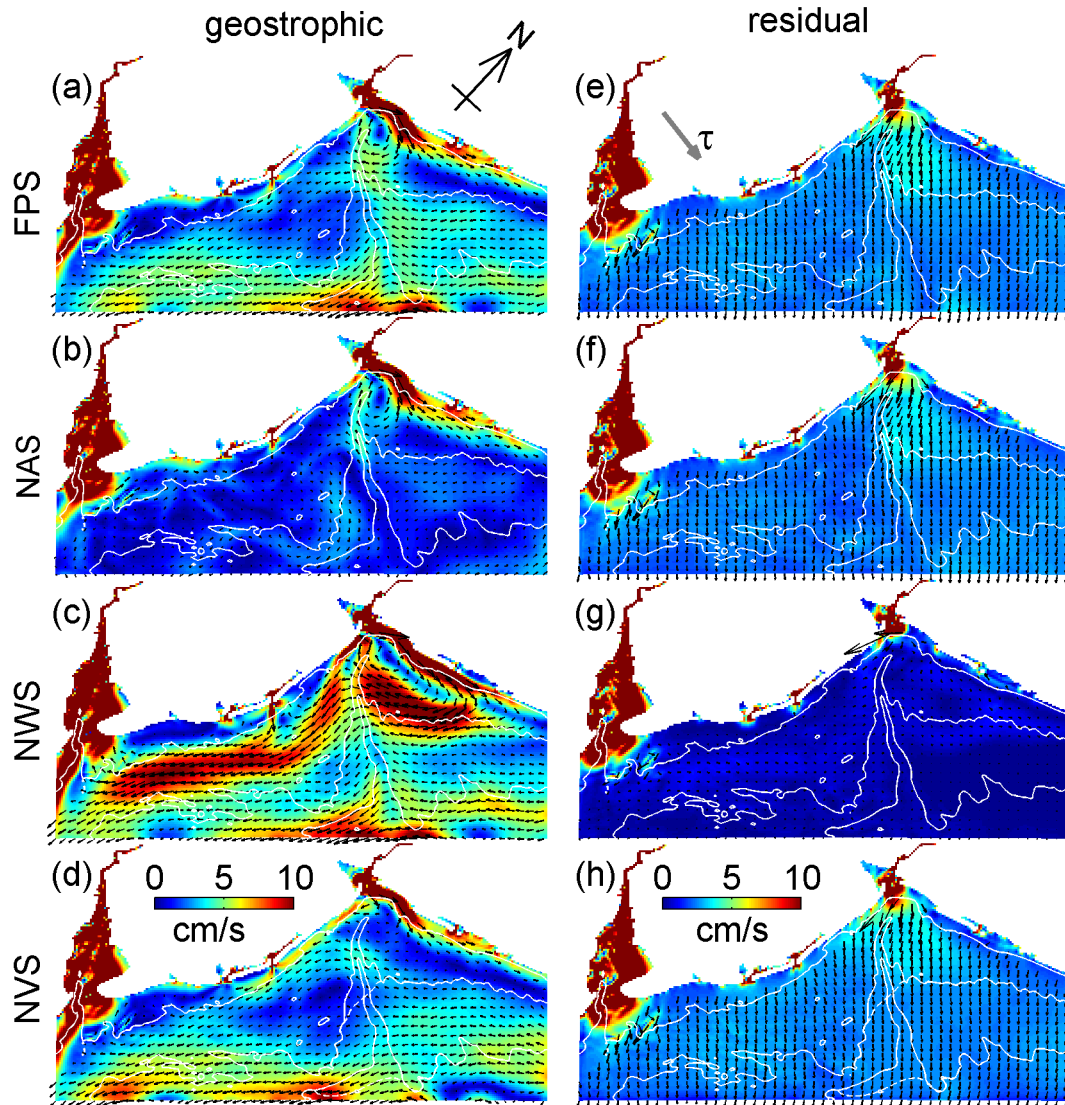 geostrophic
residual
N
(a)
(e)
τ
FPS
(b)
(f)
NAS
(c)
(g)
NWS
(d)
0 5 10
cm/s
(h)
0 5 10
cm/s
NVS